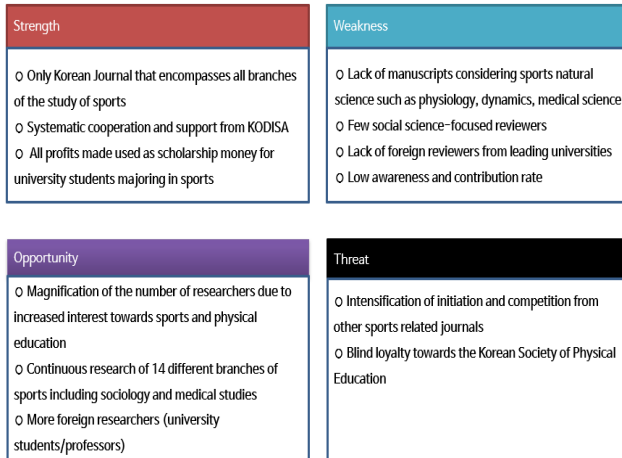 Strength
o Only Korean Journal that encompasses all branches
of the study of sports
o Systematic cooperation and support from KODISA
o All profits made used as scholarship money for
university students majoring in sports
Weakness
o Lack of manuscripts considering sports natural
science such as physiology, dynamics, medical science
o Few social science-focused reviewers
o Lack of foreign reviewers from leading universities
o Low awareness and contribution rate
Opportunity
o Magnification of the number of researchers due to
increased interest towards sports and physical
education
o Continuous research of 14 different branches of
sports including sociology and medical studies
o More foreign researchers (university
students/professors)
Threat
o Intensification of initiation and competition from
other sports related journals
o Blind loyalty towards the Korean Society of Physical
Education